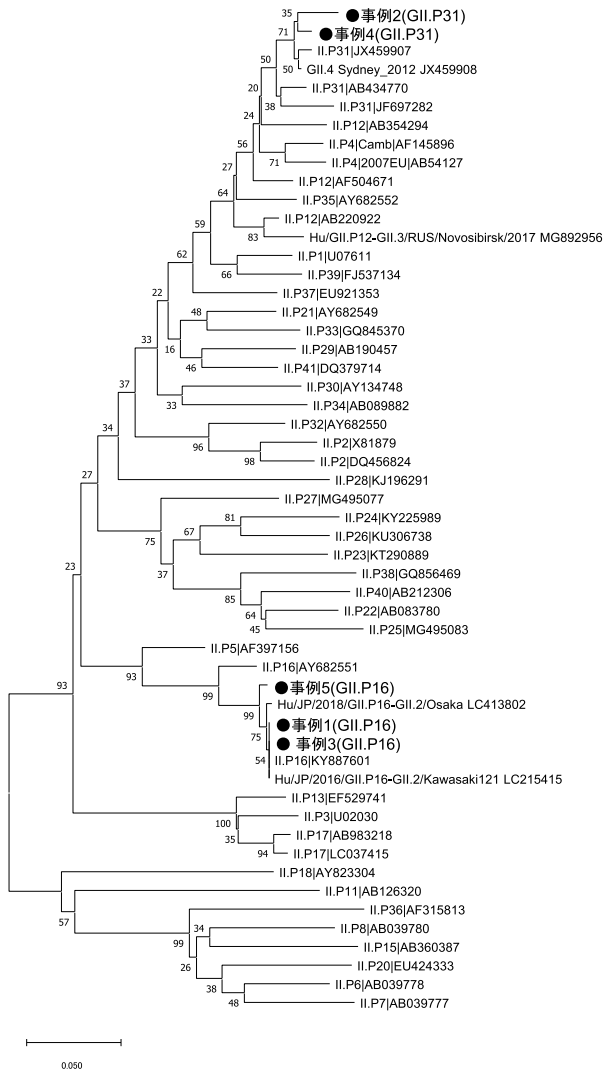 35
●事例2(GII.P31)
71
●事例4(GII.P31)
II.P31|JX459907
50
50
GII.4 Sydney_2012 JX459908
20
II.P31|AB434770
38
II.P31|JF697282
24
II.P12|AB354294
II.P4|Camb|AF145896
56
71
II.P4|2007EU|AB54127
27
II.P12|AF504671
64
II.P35|AY682552
II.P12|AB220922
59
83
Hu/GII.P12-GII.3/RUS/Novosibirsk/2017 MG892956
II.P1|U07611
62
66
II.P39|FJ537134
II.P37|EU921353
22
48
II.P21|AY682549
II.P33|GQ845370
33
16
II.P29|AB190457
46
II.P41|DQ379714
37
II.P30|AY134748
33
II.P34|AB089882
34
II.P32|AY682550
96
II.P2|X81879
98
II.P2|DQ456824
27
II.P28|KJ196291
II.P27|MG495077
81
II.P24|KY225989
75
67
II.P26|KU306738
II.P23|KT290889
23
37
II.P38|GQ856469
85
II.P40|AB212306
64
II.P22|AB083780
45
II.P25|MG495083
II.P5|AF397156
93
93
II.P16|AY682551
99
●事例5(GII.P16)
99
Hu/JP/2018/GII.P16-GII.2/Osaka LC413802
75
●事例1(GII.P16)
●事例3(GII.P16)
54
II.P16|KY887601
Hu/JP/2016/GII.P16-GII.2/Kawasaki121 LC215415
II.P13|EF529741
100
II.P3|U02030
35
II.P17|AB983218
94
II.P17|LC037415
II.P18|AY823304
57
II.P11|AB126320
II.P36|AF315813
99
34
II.P8|AB039780
II.P15|AB360387
26
II.P20|EU424333
38
II.P6|AB039778
48
II.P7|AB039777
0.050